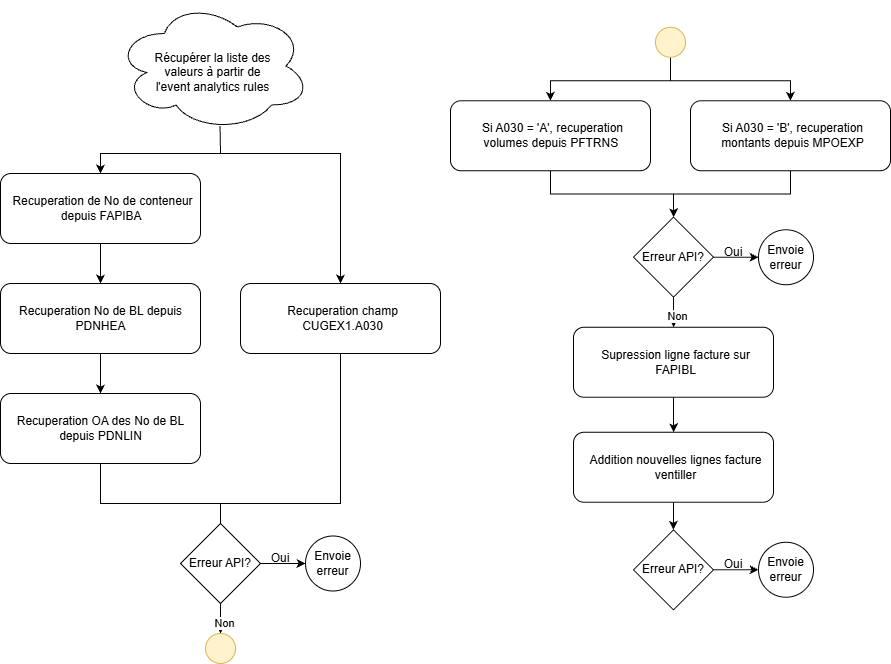 Récupérer la liste des
valeurs à partir de
l'event analytics rules
Recuperation de No de conteneur
depuis FAPIBA
Recuperation No de BL depuis
PDNHEA
Recuperation OA des No de BL
depuis PDNLIN
Recuperation champ
CUGEX1.A030
Erreur API?
Oui
Envoie
erreur
Non
Si A030 = 'A', recuperation
volumes depuis PFTRNS
Si A030 = 'B', recuperation
montants depuis MPOEXP
Erreur API?
Oui
Envoie
erreur
Non
Supression ligne facture sur
FAPIBL
Addition nouvelles lignes facture
ventiller
Erreur API?
Oui
Envoie
erreur